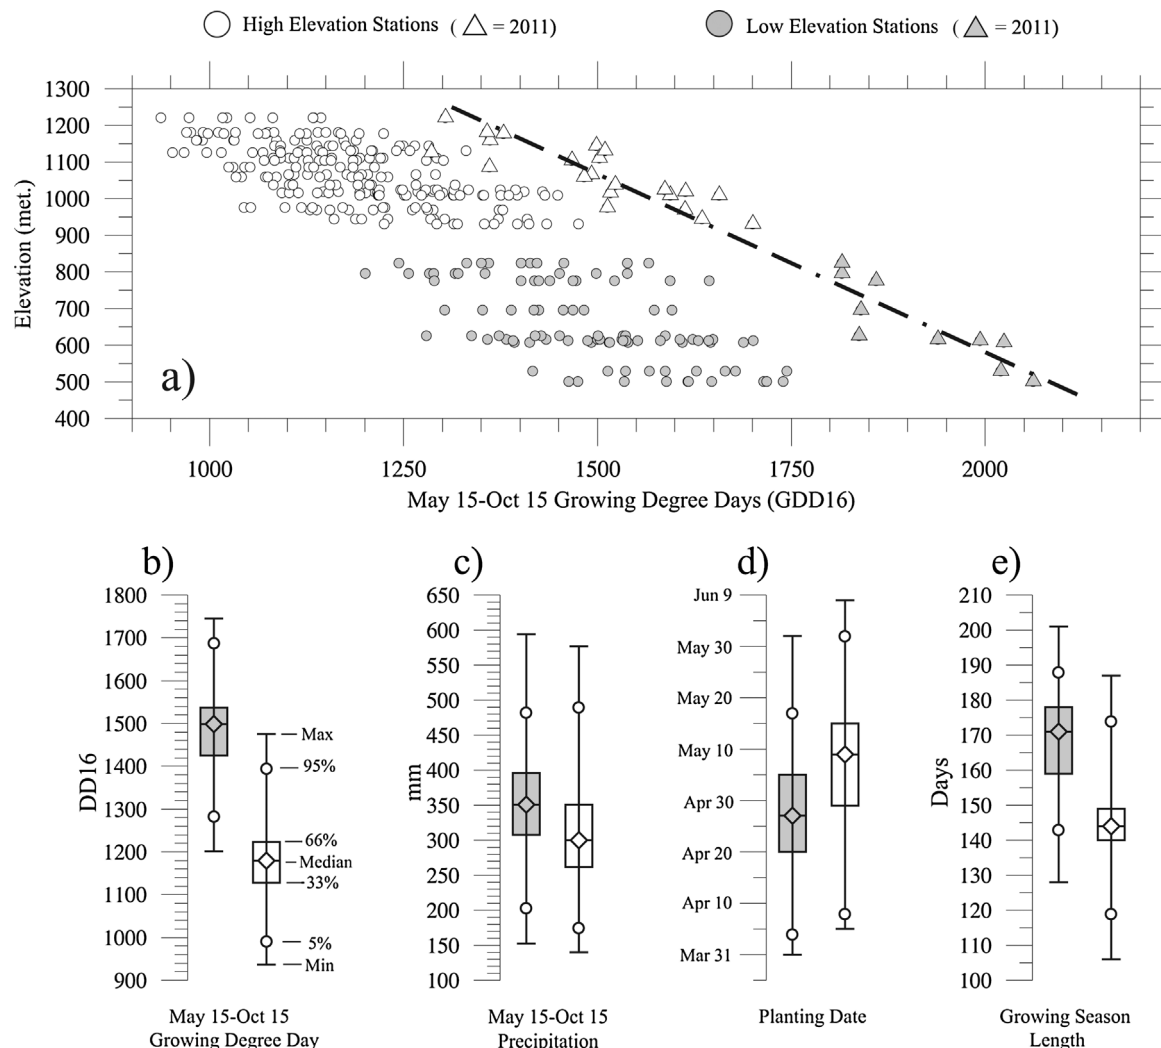 High Elevation Stations ( △ = 2011) Low Elevation Stations ( △ = 2011)
1300
1200
1100
1000
900
800
700
600
500
400
Elevation (met.)
a)
1000 1250 1500 1750 2000
May 15-Oct 15 Growing Degree Days (GDD16)
b)
1800
1700
1600
1500
1400
1300
1200
1100
1000
900
DD16
Max
95%
66%
Median
33%
5%
Min
May 15-Oct 15
Growing Degree Day
c)
650
600
550
500
450
400
350
300
250
200
150
100
mm
May 15-Oct 15
Precipitation
d)
Jun 9
May 30
May 20
May 10
Apr 30
Apr 20
Apr 10
Mar 31
Planting Date
e)
210
200
190
180
170
160
150
140
130
120
110
100
Days
Growing Season
Length